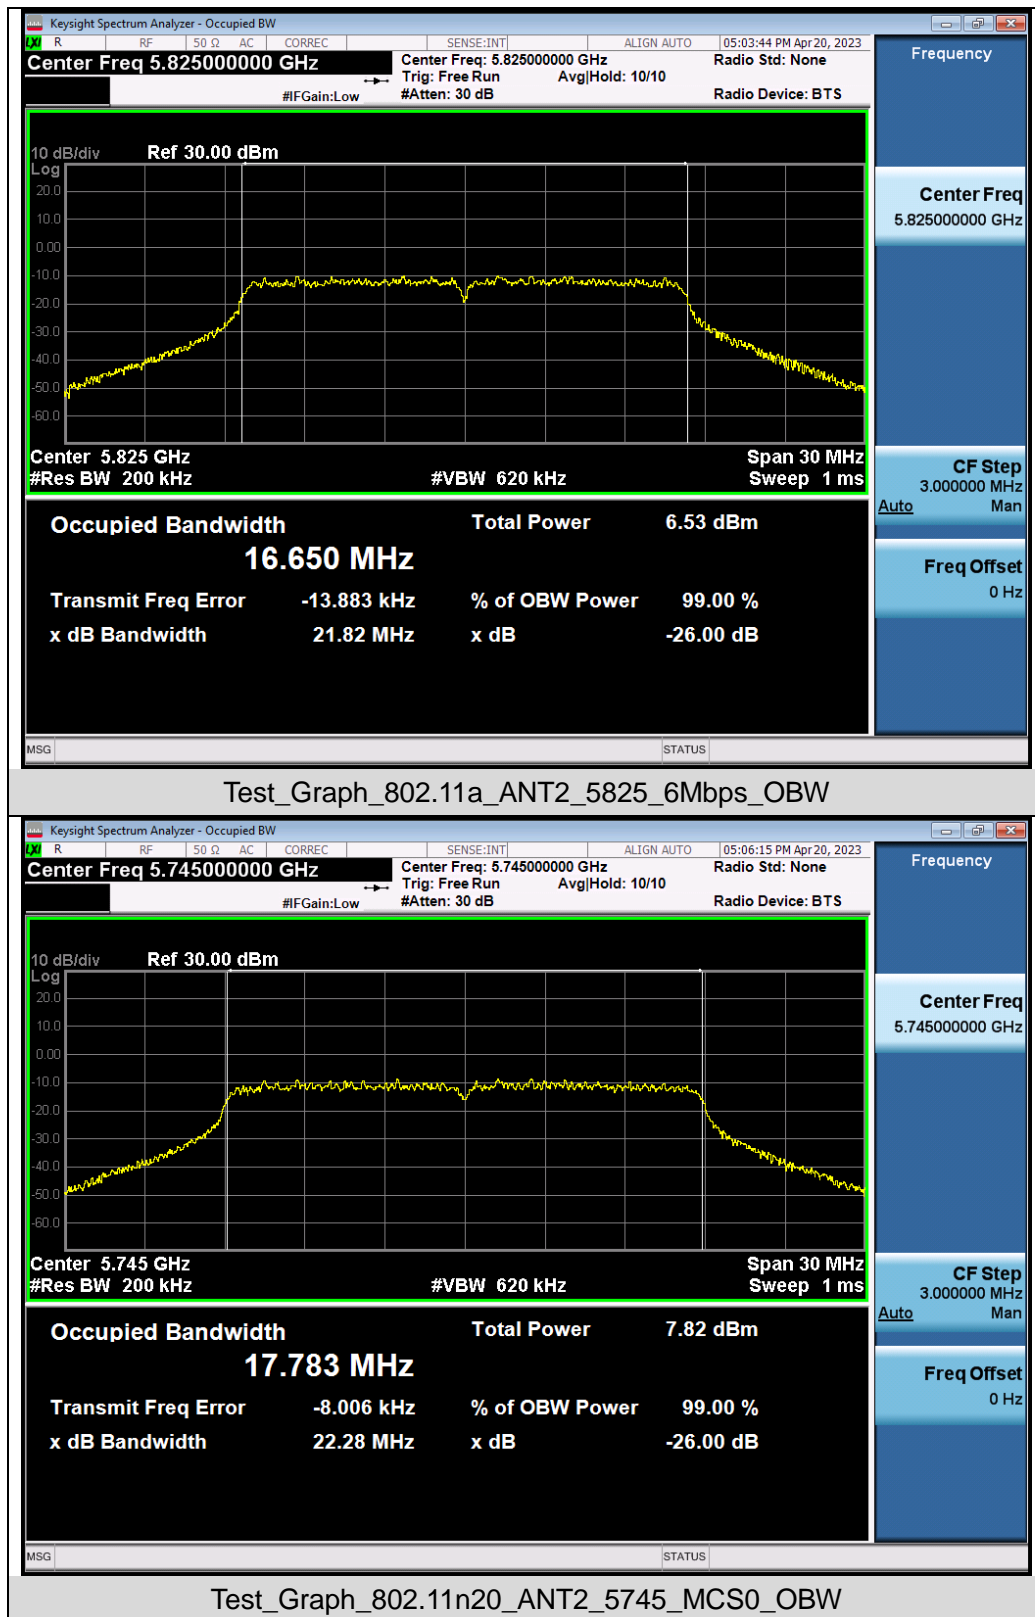 Keysight Spectrum Analyzer - Occupied BW
LXI R RF 50 Ω AC CORREC SENSE:INT ALIGN AUTO 05:03:44 PM Apr 20, 2023
Center Freq 5.825000000 GHz Center Freq: 5.825000000 GHz Radio Std: None Frequency
Trig: Free Run Avg|Hold: 10/10
#IFGain:Low #Atten: 30 dB Radio Device: BTS
10 dB/div Ref 30.00 dBm
Log
20.0
Center Freq
5.825000000 GHz
10.0
0.00
-10.0
-20.0
-30.0
-40.0
-50.0
-60.0
Center 5.825 GHz Span 30 MHz
#Res BW 200 kHz #VBW 620 kHz Sweep 1 ms
CF Step
3.000000 MHz
Auto Man
Occupied Bandwidth Total Power 6.53 dBm
16.650 MHz
Freq Offset
0 Hz
Transmit Freq Error -13.883 kHz % of OBW Power 99.00 %
x dB Bandwidth 21.82 MHz x dB -26.00 dB
MSG STATUS
Test_Graph_802.11a_ANT2_5825_6Mbps_OBW
Keysight Spectrum Analyzer - Occupied BW
LXI R RF 50 Ω AC CORREC SENSE:INT ALIGN AUTO 05:06:15 PM Apr 20, 2023
Center Freq 5.745000000 GHz Center Freq: 5.745000000 GHz Radio Std: None Frequency
Trig: Free Run Avg|Hold: 10/10
#IFGain:Low #Atten: 30 dB Radio Device: BTS
10 dB/div Ref 30.00 dBm
Log
20.0
Center Freq
5.745000000 GHz
10.0
0.00
-10.0
-20.0
-30.0
-40.0
-50.0
-60.0
Center 5.745 GHz Span 30 MHz
#Res BW 200 kHz #VBW 620 kHz Sweep 1 ms
CF Step
3.000000 MHz
Auto Man
Occupied Bandwidth Total Power 7.82 dBm
17.783 MHz
Freq Offset
0 Hz
Transmit Freq Error -8.006 kHz % of OBW Power 99.00 %
x dB Bandwidth 22.28 MHz x dB -26.00 dB
MSG STATUS
Test_Graph_802.11n20_ANT2_5745_MCS0_OBW